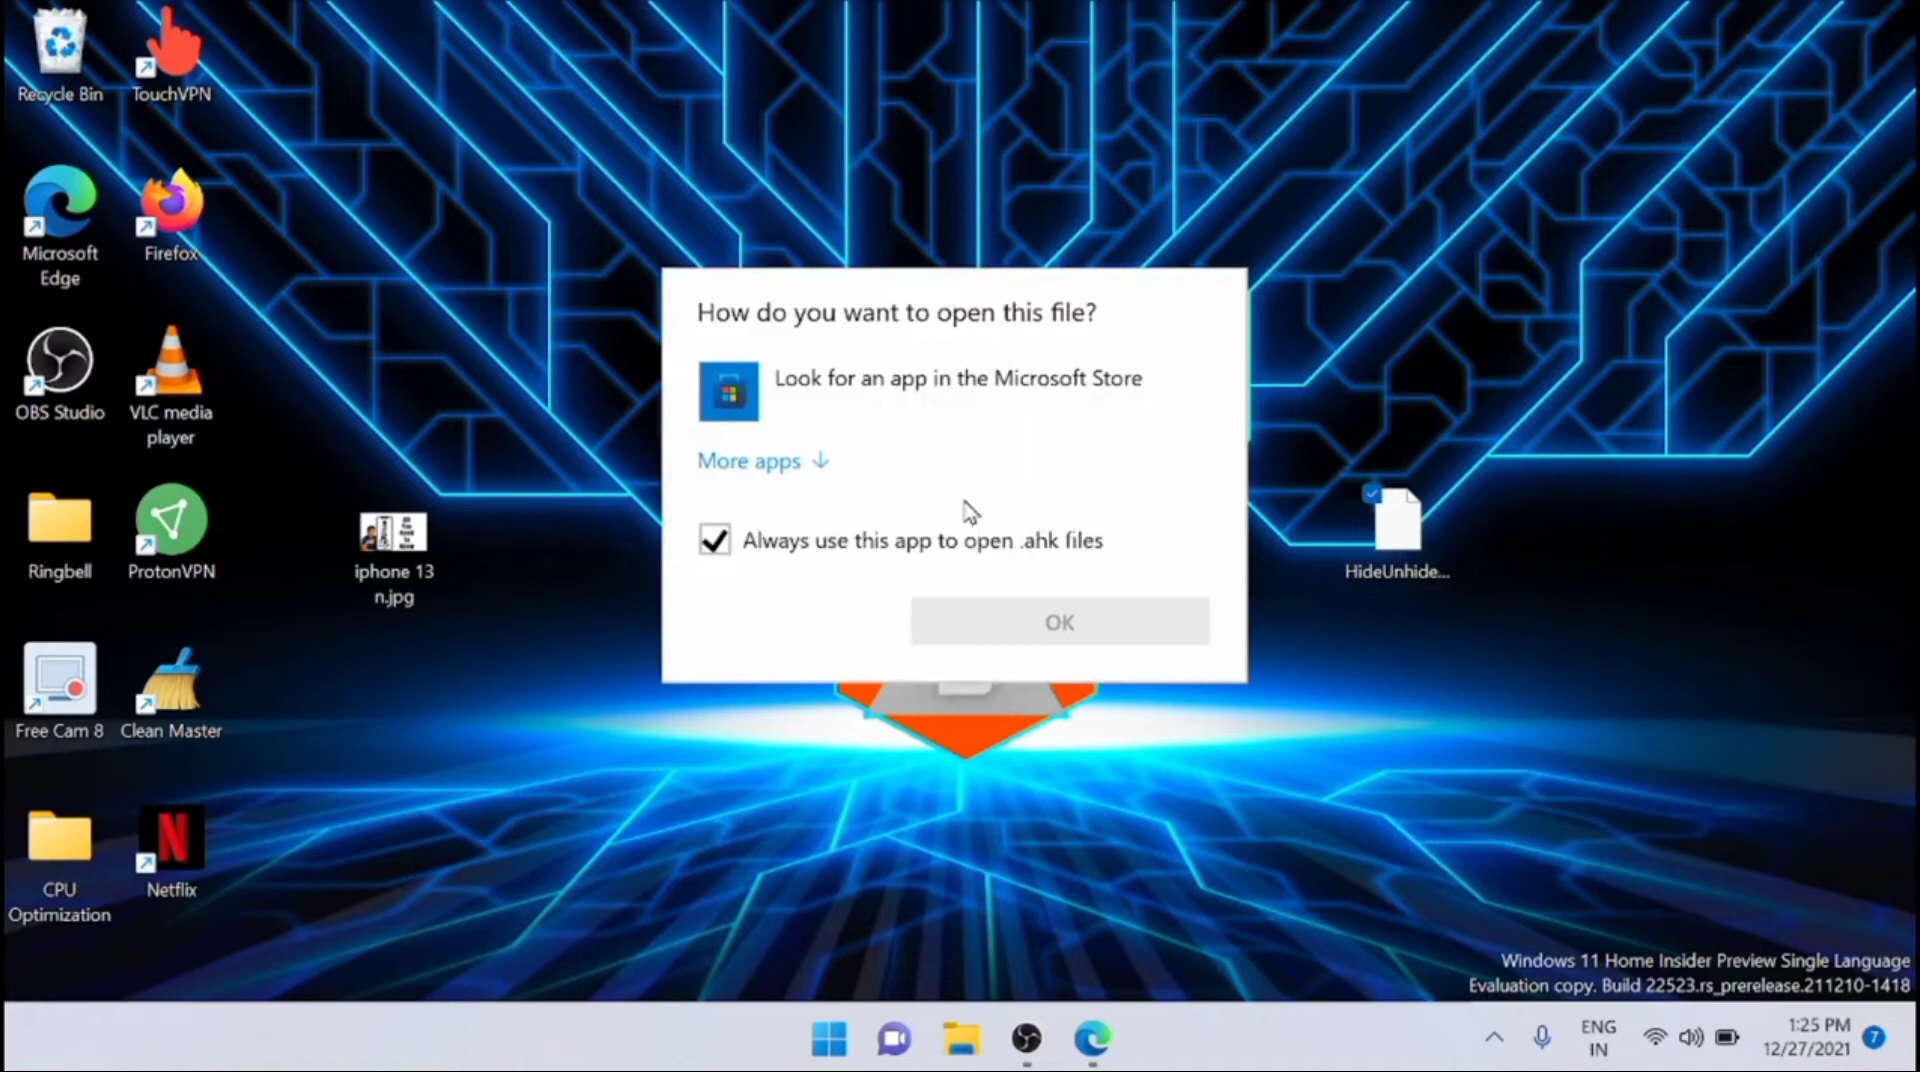 Recycle Bin
TouchVPN
Microsoft
Edge
Firefox
OBS Studio
VLC media
player
Ringbell
ProtonVPN
iphone 13
n.jpg
Free Cam 8
Clean Master
CPU
Optimization
Netflix
How do you want to open this file?
Look for an app in the Microsoft Store
More apps
Always use this app to open .ahk files
OK
HideUnhide...
Windows 11 Home Insider Preview Single Language
Evaluation copy. Build 22523.rs_prerelease.211210-1418
ENG
IN
1:25 PM
12/27/2021
7